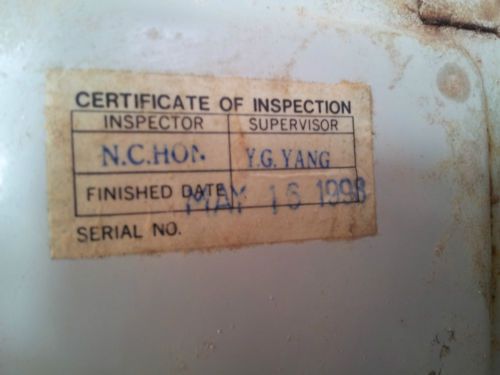 CERTIFICATE OF INSPECTION
INSPECTOR SUPERVISOR
N.C.HON Y.G.YANG
FINISHED DATE MAY 16 1998
SERIAL NO.